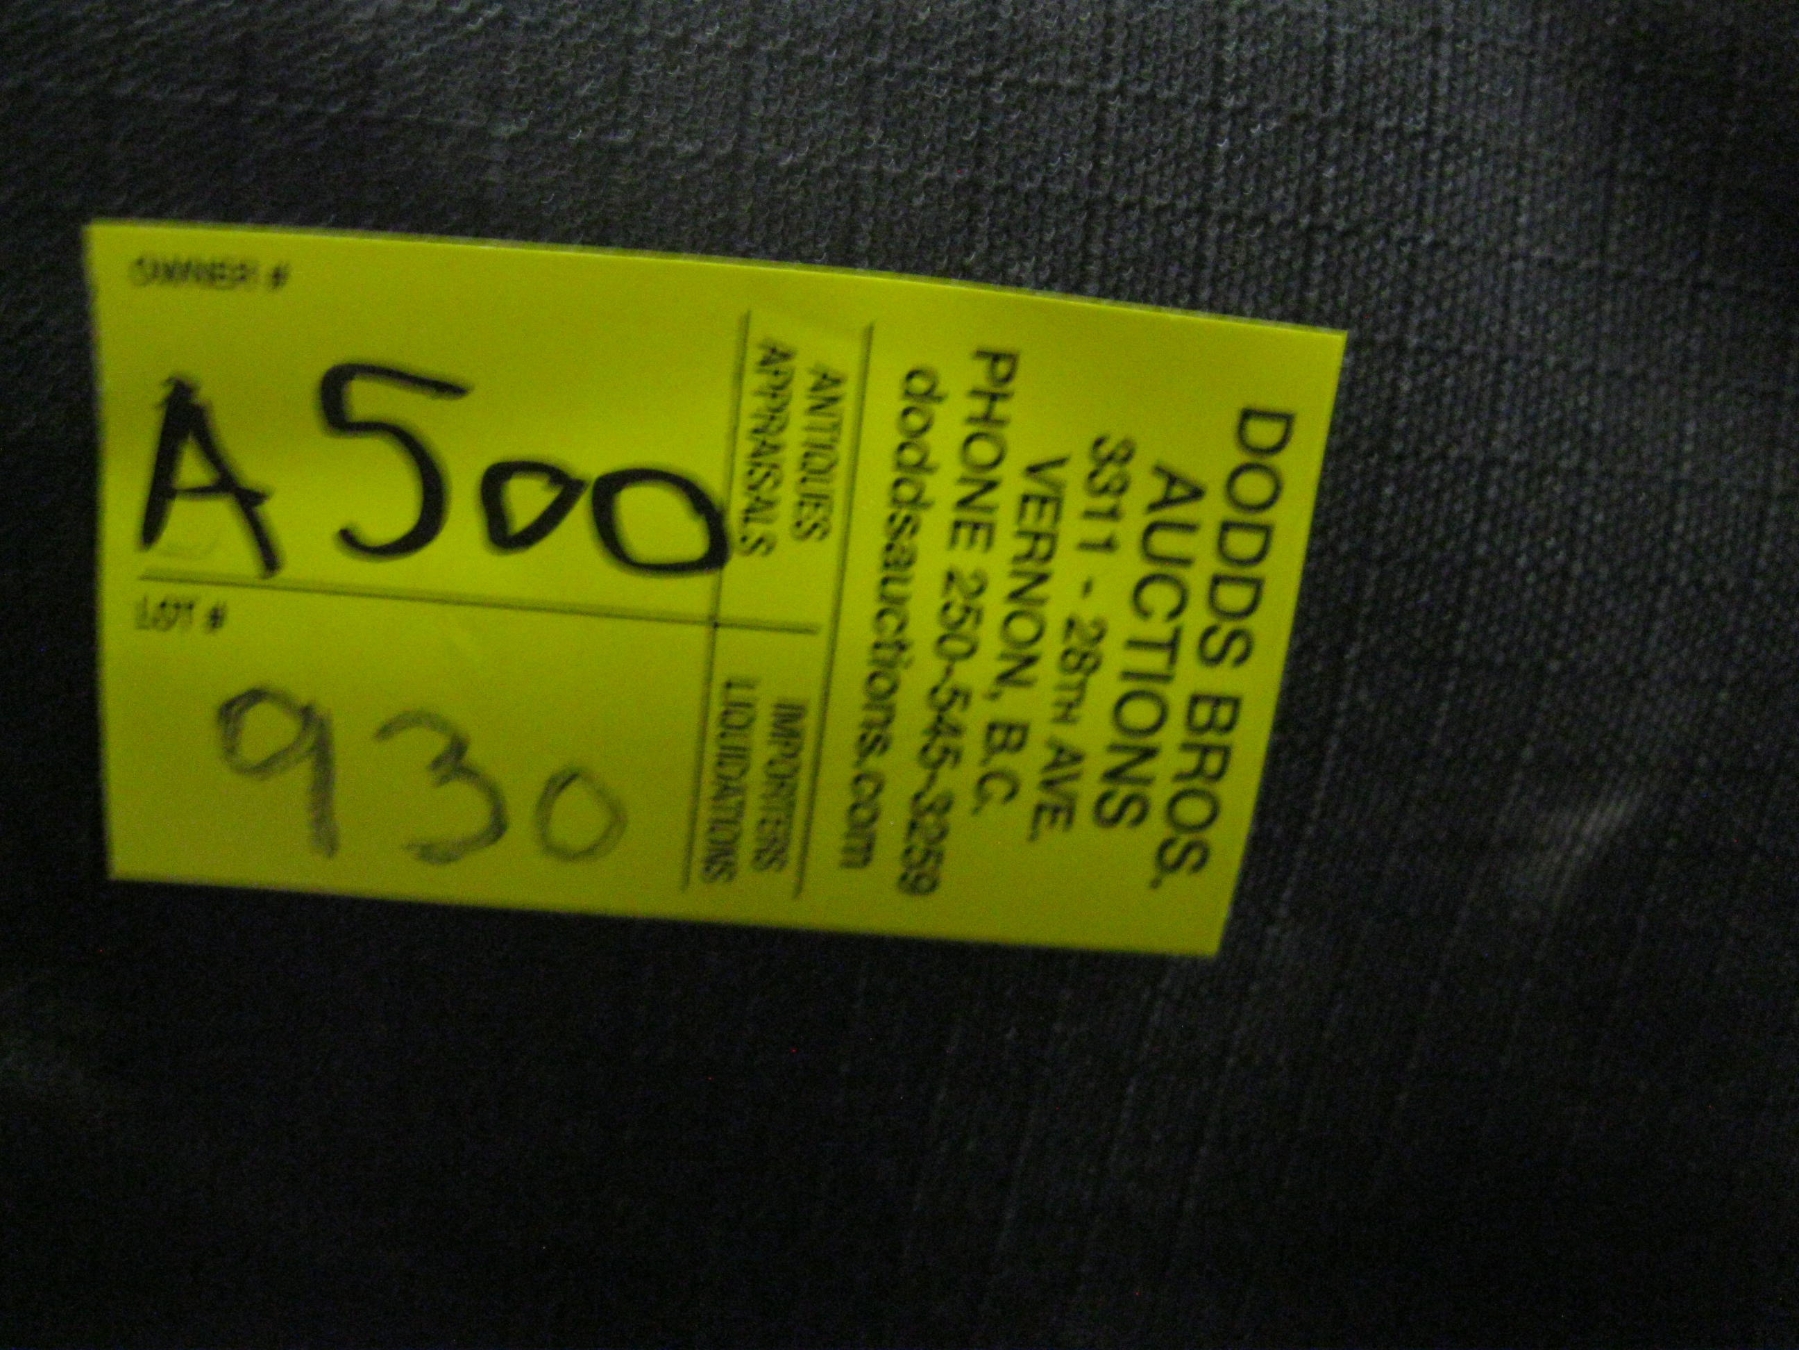 OWNER #
A500
LOT #
930
DODDS BROS.
AUCTIONS
3311 - 28TH AVE.
VERNON, B.C.
PHONE 250-545-3259
doddsauctions.com
ANTIQUES
APPRAISALS
IMPORTERS
LIQUIDATIONS